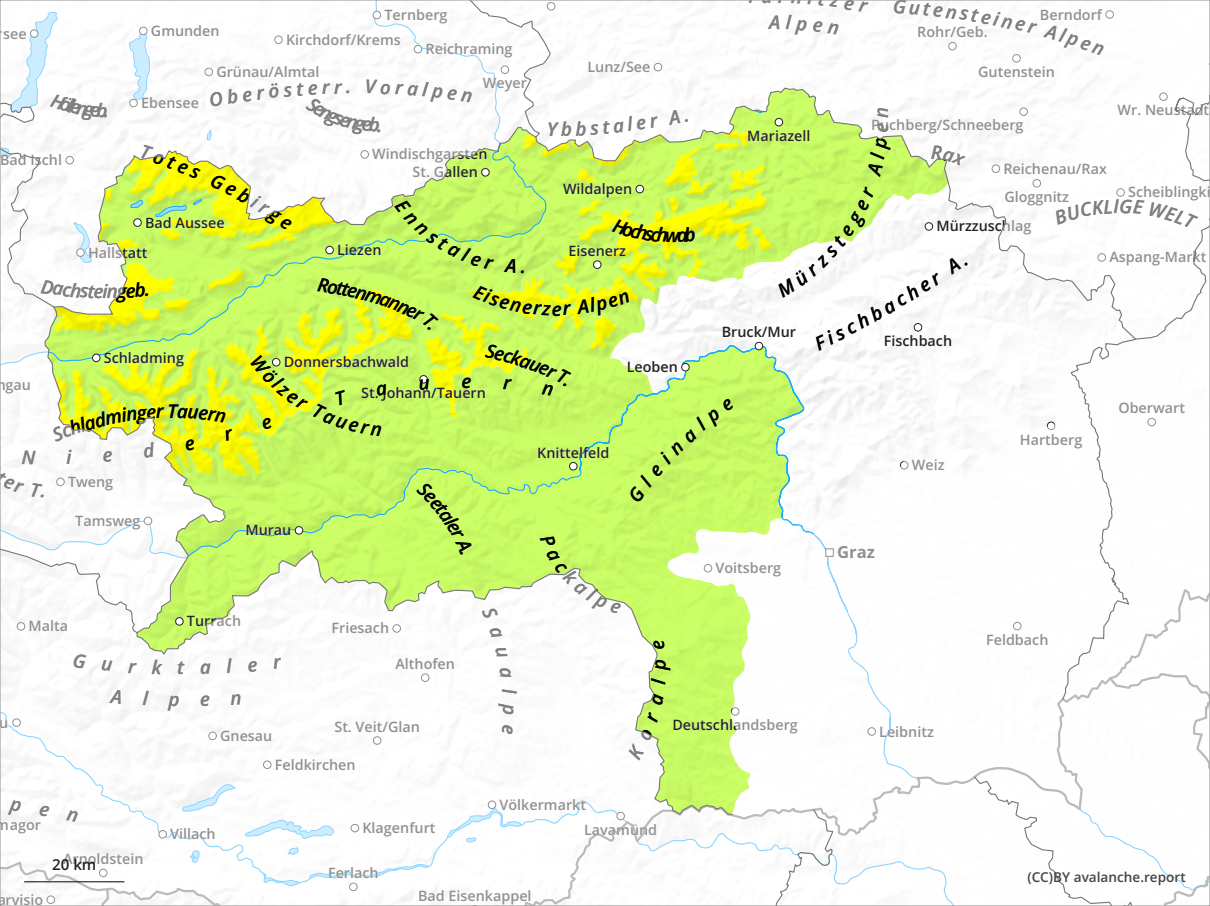 Ternberg
Gutensteiner Alpen
Berndorf
Gmunden
Kirchdorf/Krems
Reichraming
Alpen
Rohr/Geb.
Grünau/Almtal
Weyer
Lunz/See
Gutenstein
Höllengeb.
Ebensee
Oberösterr. Voralpen
Sengsengeb.
Ybbstaler A.
Mariazell
Puchberg/Schneeberg
Wr. Neustadt
Bad Ischl
Totes Gebirge
Windischgarsten
St. Gallen
Rax
Reichenau/Rax
Gloggnitz
Wildalpen
BUCKLIGE WELT
Bad Aussee
Ennstaler A.
Hochschwab
Mürzsteger Alpen
Mürzzuschlag
Hallstatt
Liezen
Eisenerz
Aspang-Markt
Dachsteingeb.
Rottenmanner T.
Eisenerzer Alpen
Fischbacher A.
Bruck/Mur
Fischbach
Schladming
Donnersbachwald
Seckauer T.
Leoben
Wölzer Tauern
St. Johann/Tauern
Schladminger Tauern
Niedere Tauern
Gleinalpe
Oberwart
Hartberg
Knittelfeld
Weiz
Tweng
Seetaler A.
Tamsweg
Murau
Packalpe
Graz
Voitsberg
Turrach
Malta
Friesach
Saualpe
Feldbach
Gurktaler
Alpen
Althofen
Koralpe
Deutschlandsberg
St. Veit/Glan
Gnesau
Leibnitz
Feldkirchen
Völkermarkt
Villach
Klagenfurt
Lavamünd
Arnoldstein
20 km
Ferlach
Bad Eisenkappel
(CC)BY avalanche.report